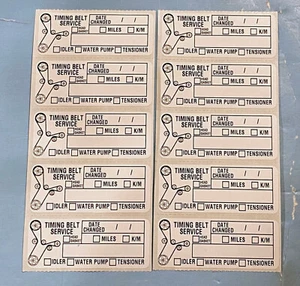 TIMING BELT DATE / /
SERVICE CHANGED
MILES K/M
IDLER WATER PUMP TENSIONER
TIMING BELT DATE / /
SERVICE CHANGED
MILES K/M
IDLER WATER PUMP TENSIONER
TIMING BELT DATE / /
SERVICE CHANGED
MILES K/M
IDLER WATER PUMP TENSIONER
TIMING BELT DATE / /
SERVICE CHANGED
MILES K/M
IDLER WATER PUMP TENSIONER
TIMING BELT DATE / /
SERVICE CHANGED
MILES K/M
IDLER WATER PUMP TENSIONER
TIMING BELT DATE / /
SERVICE CHANGED
MILES K/M
IDLER WATER PUMP TENSIONER
TIMING BELT DATE / /
SERVICE CHANGED
MILES K/M
IDLER WATER PUMP TENSIONER
TIMING BELT DATE / /
SERVICE CHANGED
MILES K/M
IDLER WATER PUMP TENSIONER
TIMING BELT DATE / /
SERVICE CHANGED
MILES K/M
IDLER WATER PUMP TENSIONER
TIMING BELT DATE / /
SERVICE CHANGED
MILES K/M
IDLER WATER PUMP TENSIONER